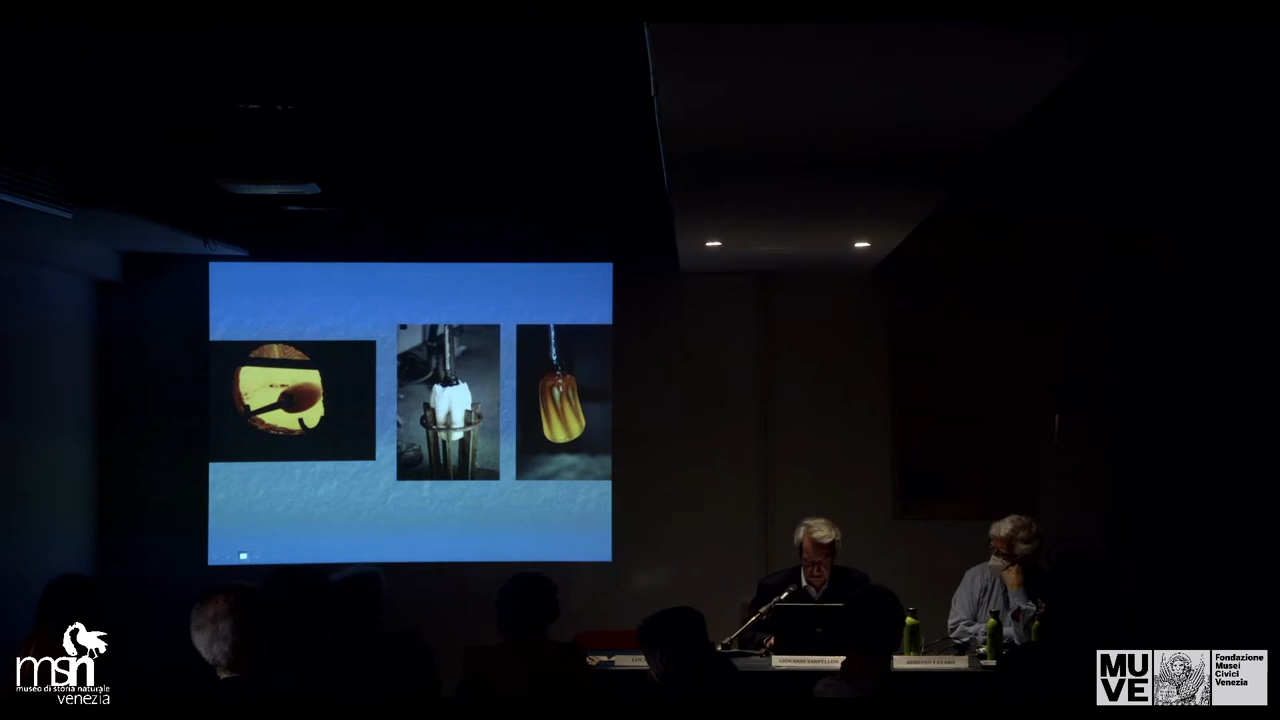 msn
museo di storia naturale
venezia
GIOVANNI SARPELLON
ADRIANO FAVARO
MU
VE
Fondazione
Musei
Civici
Venezia